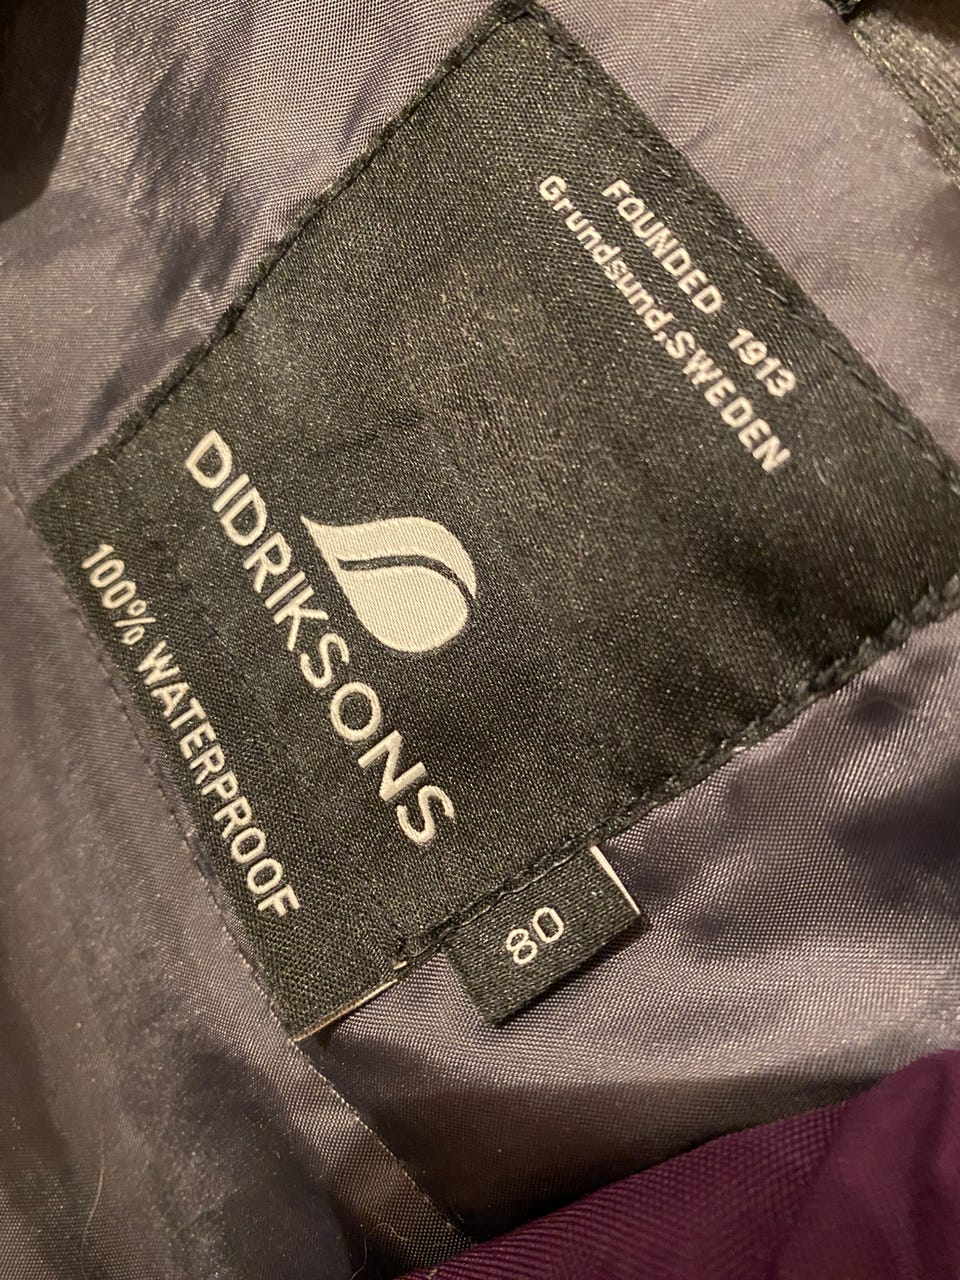 FOUNDED 1913
Grundsund,SWEDEN
DIDRIKSONS
100% WATERPROOF
80